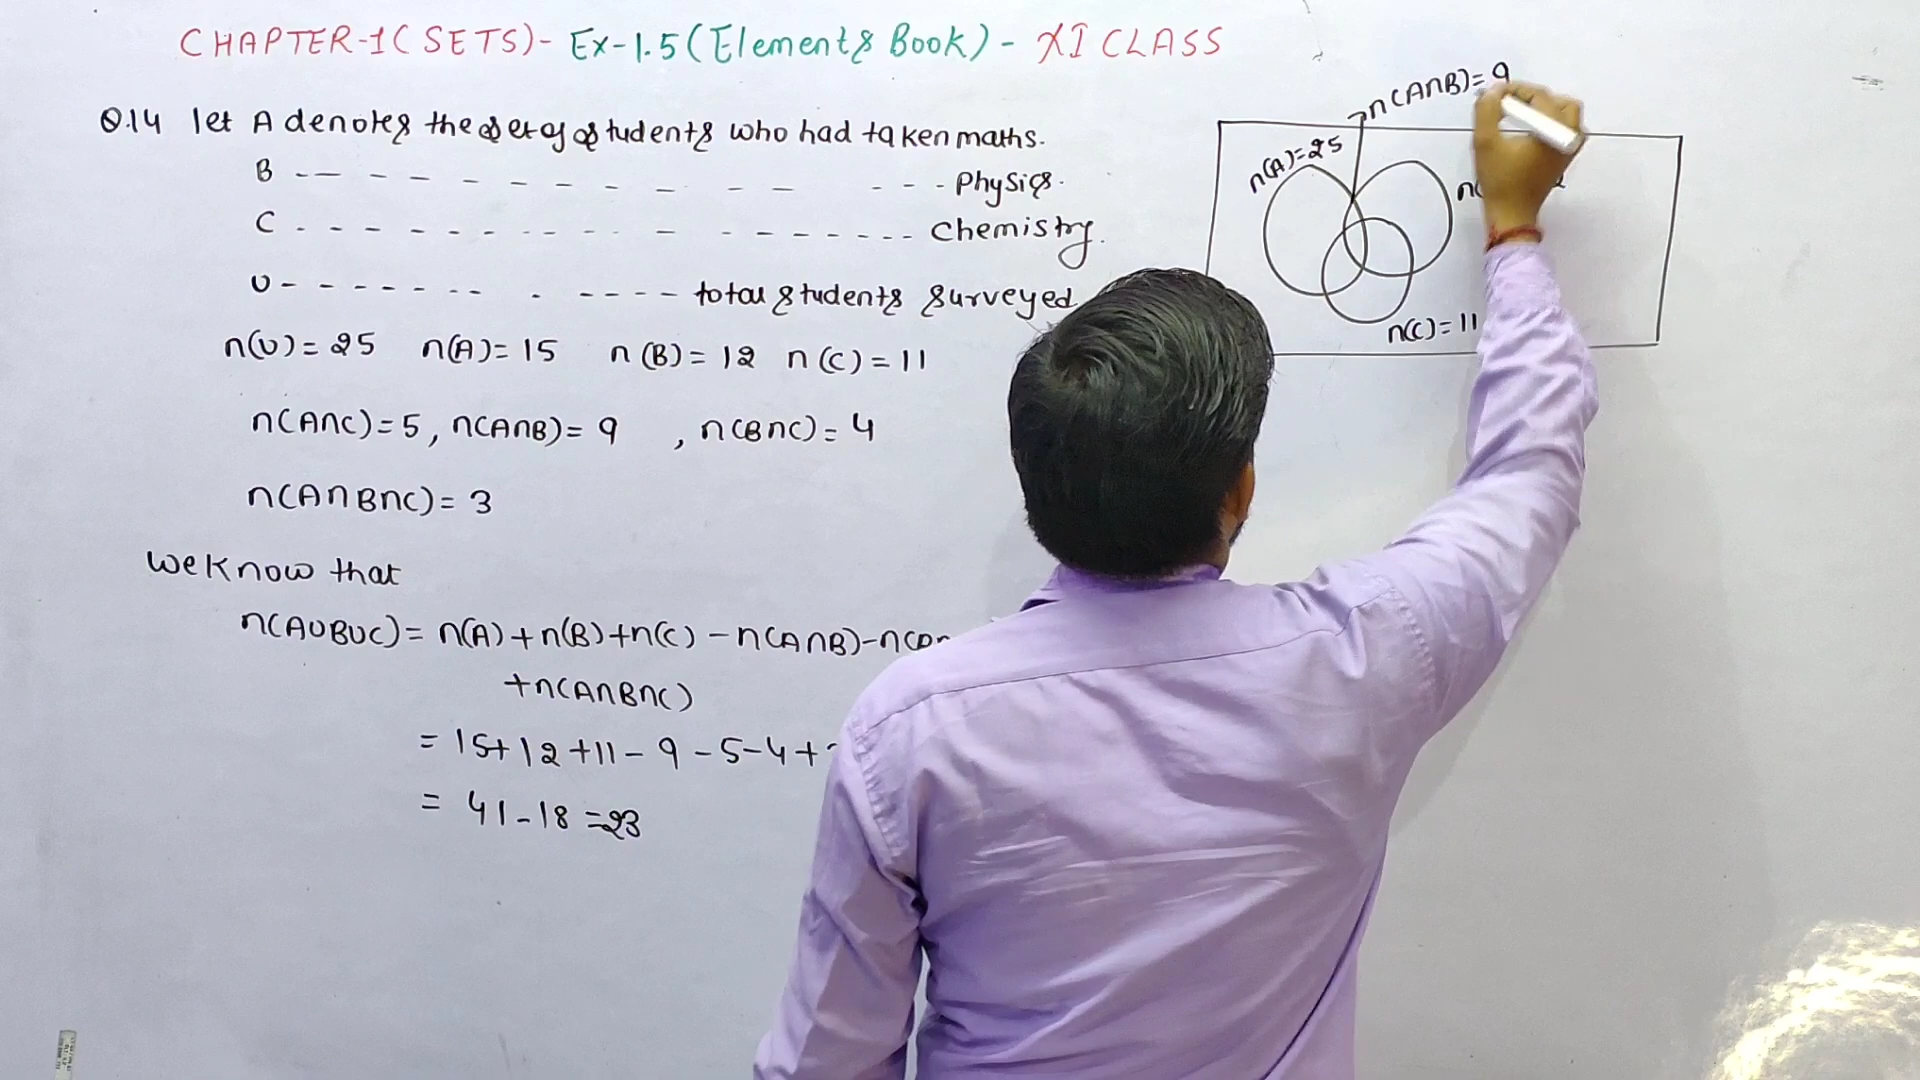 CHAPTER-1(SETS)- Ex-1.5(Elements Book)- XI CLASS
Q.14 let A denotes the set of students who had taken maths.
B - - - - - - - - - - - - - - Physics.
C - - - - - - - - - - - - - - Chemistry.
U - - - - - - - - - - - - total students surveyed
n(U)=25 n(A)=15 n(B)=12 n(C)=11
n(A∩C)=5, n(A∩B)=9 , n(B∩C)=4
n(A∩B∩C)=3
We know that
n(A∪B∪C)= n(A)+n(B)+n(C)-n(A∩B)-
+n(A∩B∩C)
= 15+12+11-9-5-4+
= 41-18=23
n(A∩B)=9
n(A)=25
n(C)=11